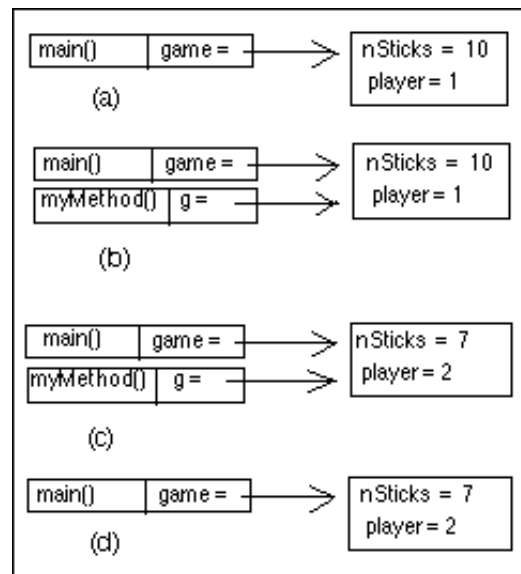 main() game = nSticks = 10
player = 1
(a)
main() game = nSticks = 10
myMethod() g = player = 1
(b)
main() game = nSticks = 7
myMethod() g = player = 2
(c)
main() game = nSticks = 7
player = 2
(d)